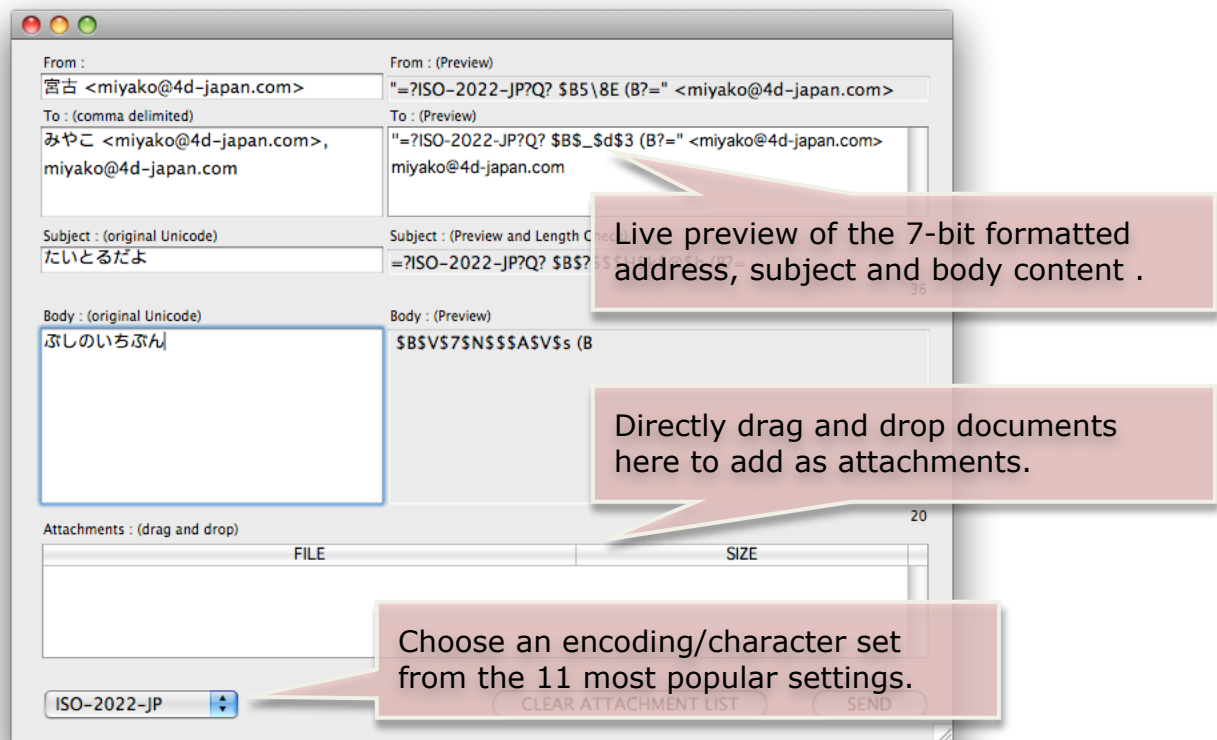 From :
宮古 <miyako@4d-japan.com>
From : (Preview)
"=?ISO-2022-JP?Q? $B5\8E (B?=" <miyako@4d-japan.com>
To : (comma delimited)
みやこ <miyako@4d-japan.com>,
miyako@4d-japan.com
To : (Preview)
"=?ISO-2022-JP?Q? $B$_$d$3 (B?=" <miyako@4d-japan.com>
miyako@4d-japan.com
Live preview of the 7-bit formatted
address, subject and body content .
Subject : (original Unicode)
たいとるだよ
Subject : (Preview and Length Check)
=?ISO-2022-JP?Q? $B$?$$$H$k$@$h (B?=
36
Body : (original Unicode)
ぶしのいちぶん
Body : (Preview)
$B$V$7$N$$$A$V$s (B
Directly drag and drop documents
here to add as attachments.
20
Attachments : (drag and drop)
FILE SIZE
Choose an encoding/character set
from the 11 most popular settings.
ISO-2022-JP
CLEAR ATTACHMENT LIST
SEND